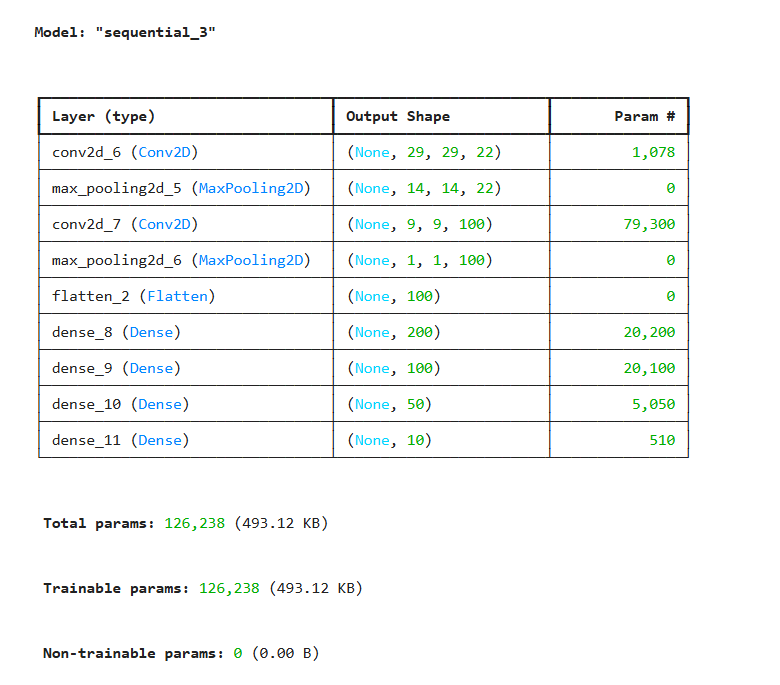 Model: "sequential_3"
Layer (type) Output Shape Param #
conv2d_6 (Conv2D) (None, 29, 29, 22) 1,078
max_pooling2d_5 (MaxPooling2D) (None, 14, 14, 22) 0
conv2d_7 (Conv2D) (None, 9, 9, 100) 79,300
max_pooling2d_6 (MaxPooling2D) (None, 1, 1, 100) 0
flatten_2 (Flatten) (None, 100) 0
dense_8 (Dense) (None, 200) 20,200
dense_9 (Dense) (None, 100) 20,100
dense_10 (Dense) (None, 50) 5,050
dense_11 (Dense) (None, 10) 510
Total params: 126,238 (493.12 KB)
Trainable params: 126,238 (493.12 KB)
Non-trainable params: 0 (0.00 B)